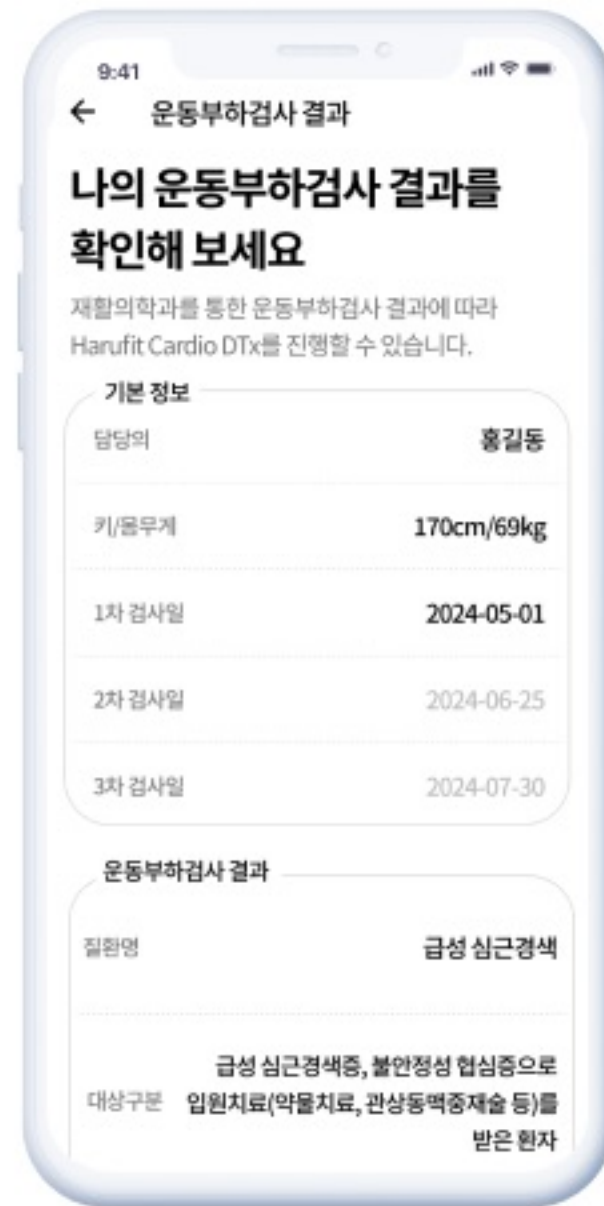 9:41
운동부하검사 결과
나의 운동부하검사 결과를
확인해 보세요
재활의학과를 통한 운동부하검사 결과에 따라
Harufit Cardio DTx를 진행할 수 있습니다.
기본 정보
담당의 홍길동
키/몸무게 170cm/69kg
1차 검사일 2024-05-01
2차 검사일 2024-06-25
3차 검사일 2024-07-30
운동부하검사 결과
질환명 급성 심근경색
급성 심근경색증, 불안정성 협심증으로
대상구분 입원치료(약물치료, 관상동맥중재술 등)를
받은 환자